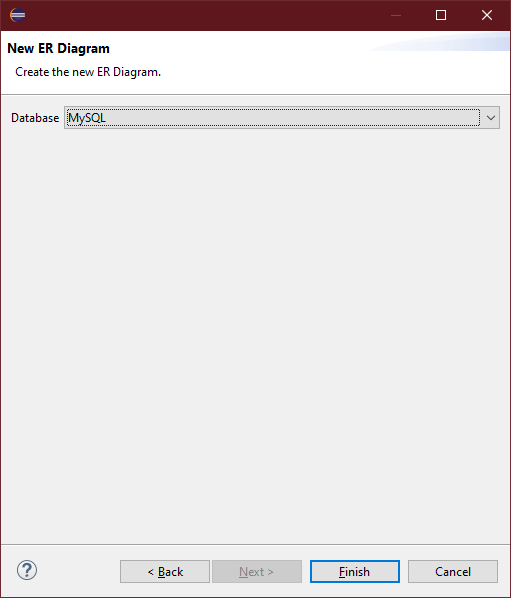 New ER Diagram
Create the new ER Diagram.
Database MySQL
?
< Back Next > Finish Cancel